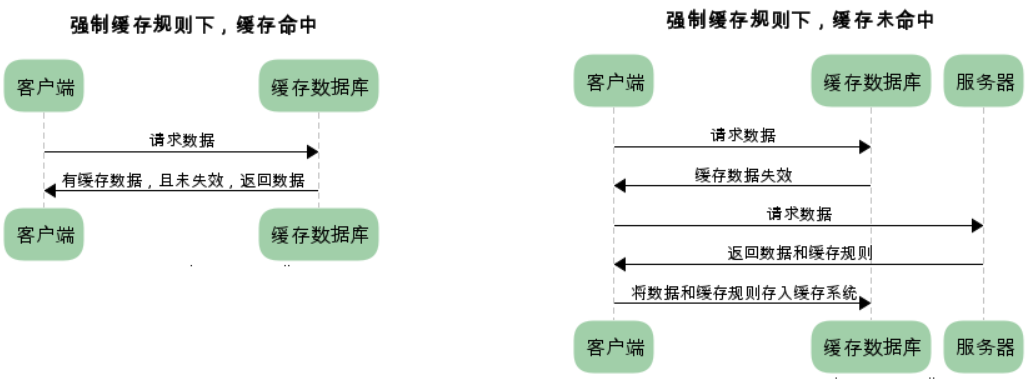 强制缓存规则下，缓存命中
客户端
缓存数据库
请求数据
有缓存数据，且未失效，返回数据
客户端
缓存数据库
强制缓存规则下，缓存未命中
客户端
缓存数据库
服务器
请求数据
缓存数据失效
请求数据
返回数据和缓存规则
将数据和缓存规则存入缓存系统
客户端
缓存数据库
服务器